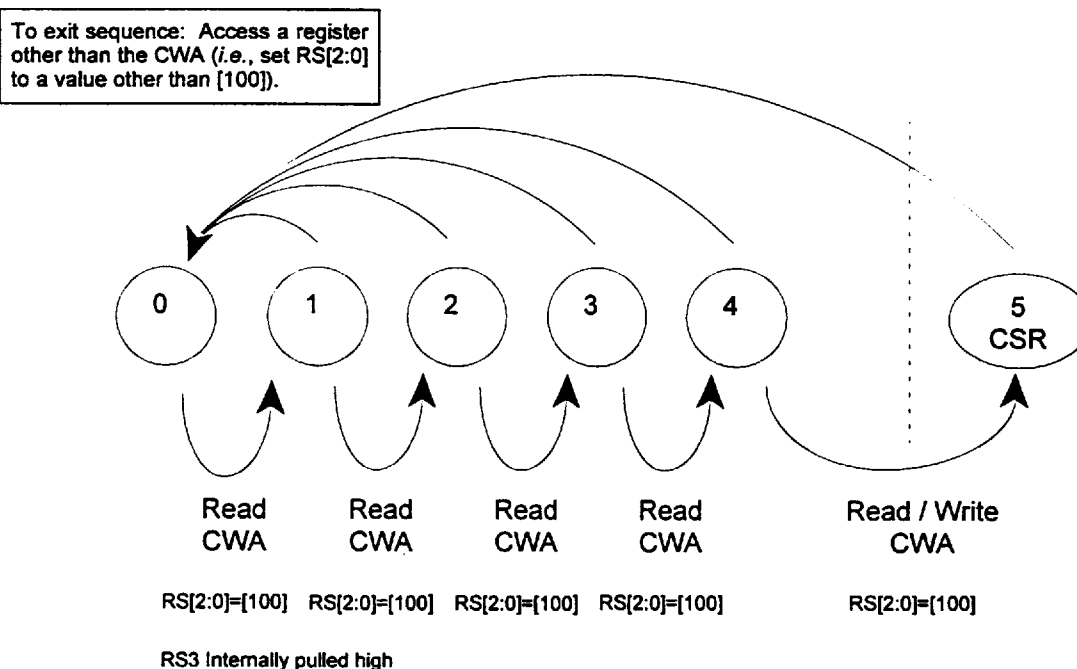 To exit sequence: Access a register
other than the CWA (i.e., set RS[2:0]
to a value other than [100]).
0
1
2
3
4
5
CSR
Read
CWA
Read
CWA
Read
CWA
Read
CWA
Read / Write
CWA
RS[2:0]=[100] RS[2:0]=[100] RS[2:0]=[100] RS[2:0]=[100] RS[2:0]=[100]
RS3 Internally pulled high